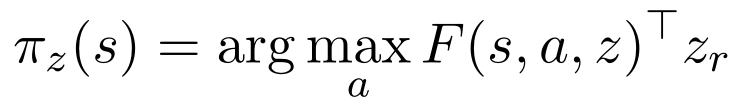 π_z(s) = arg max_a F(s, a, z)^⊤ z_r